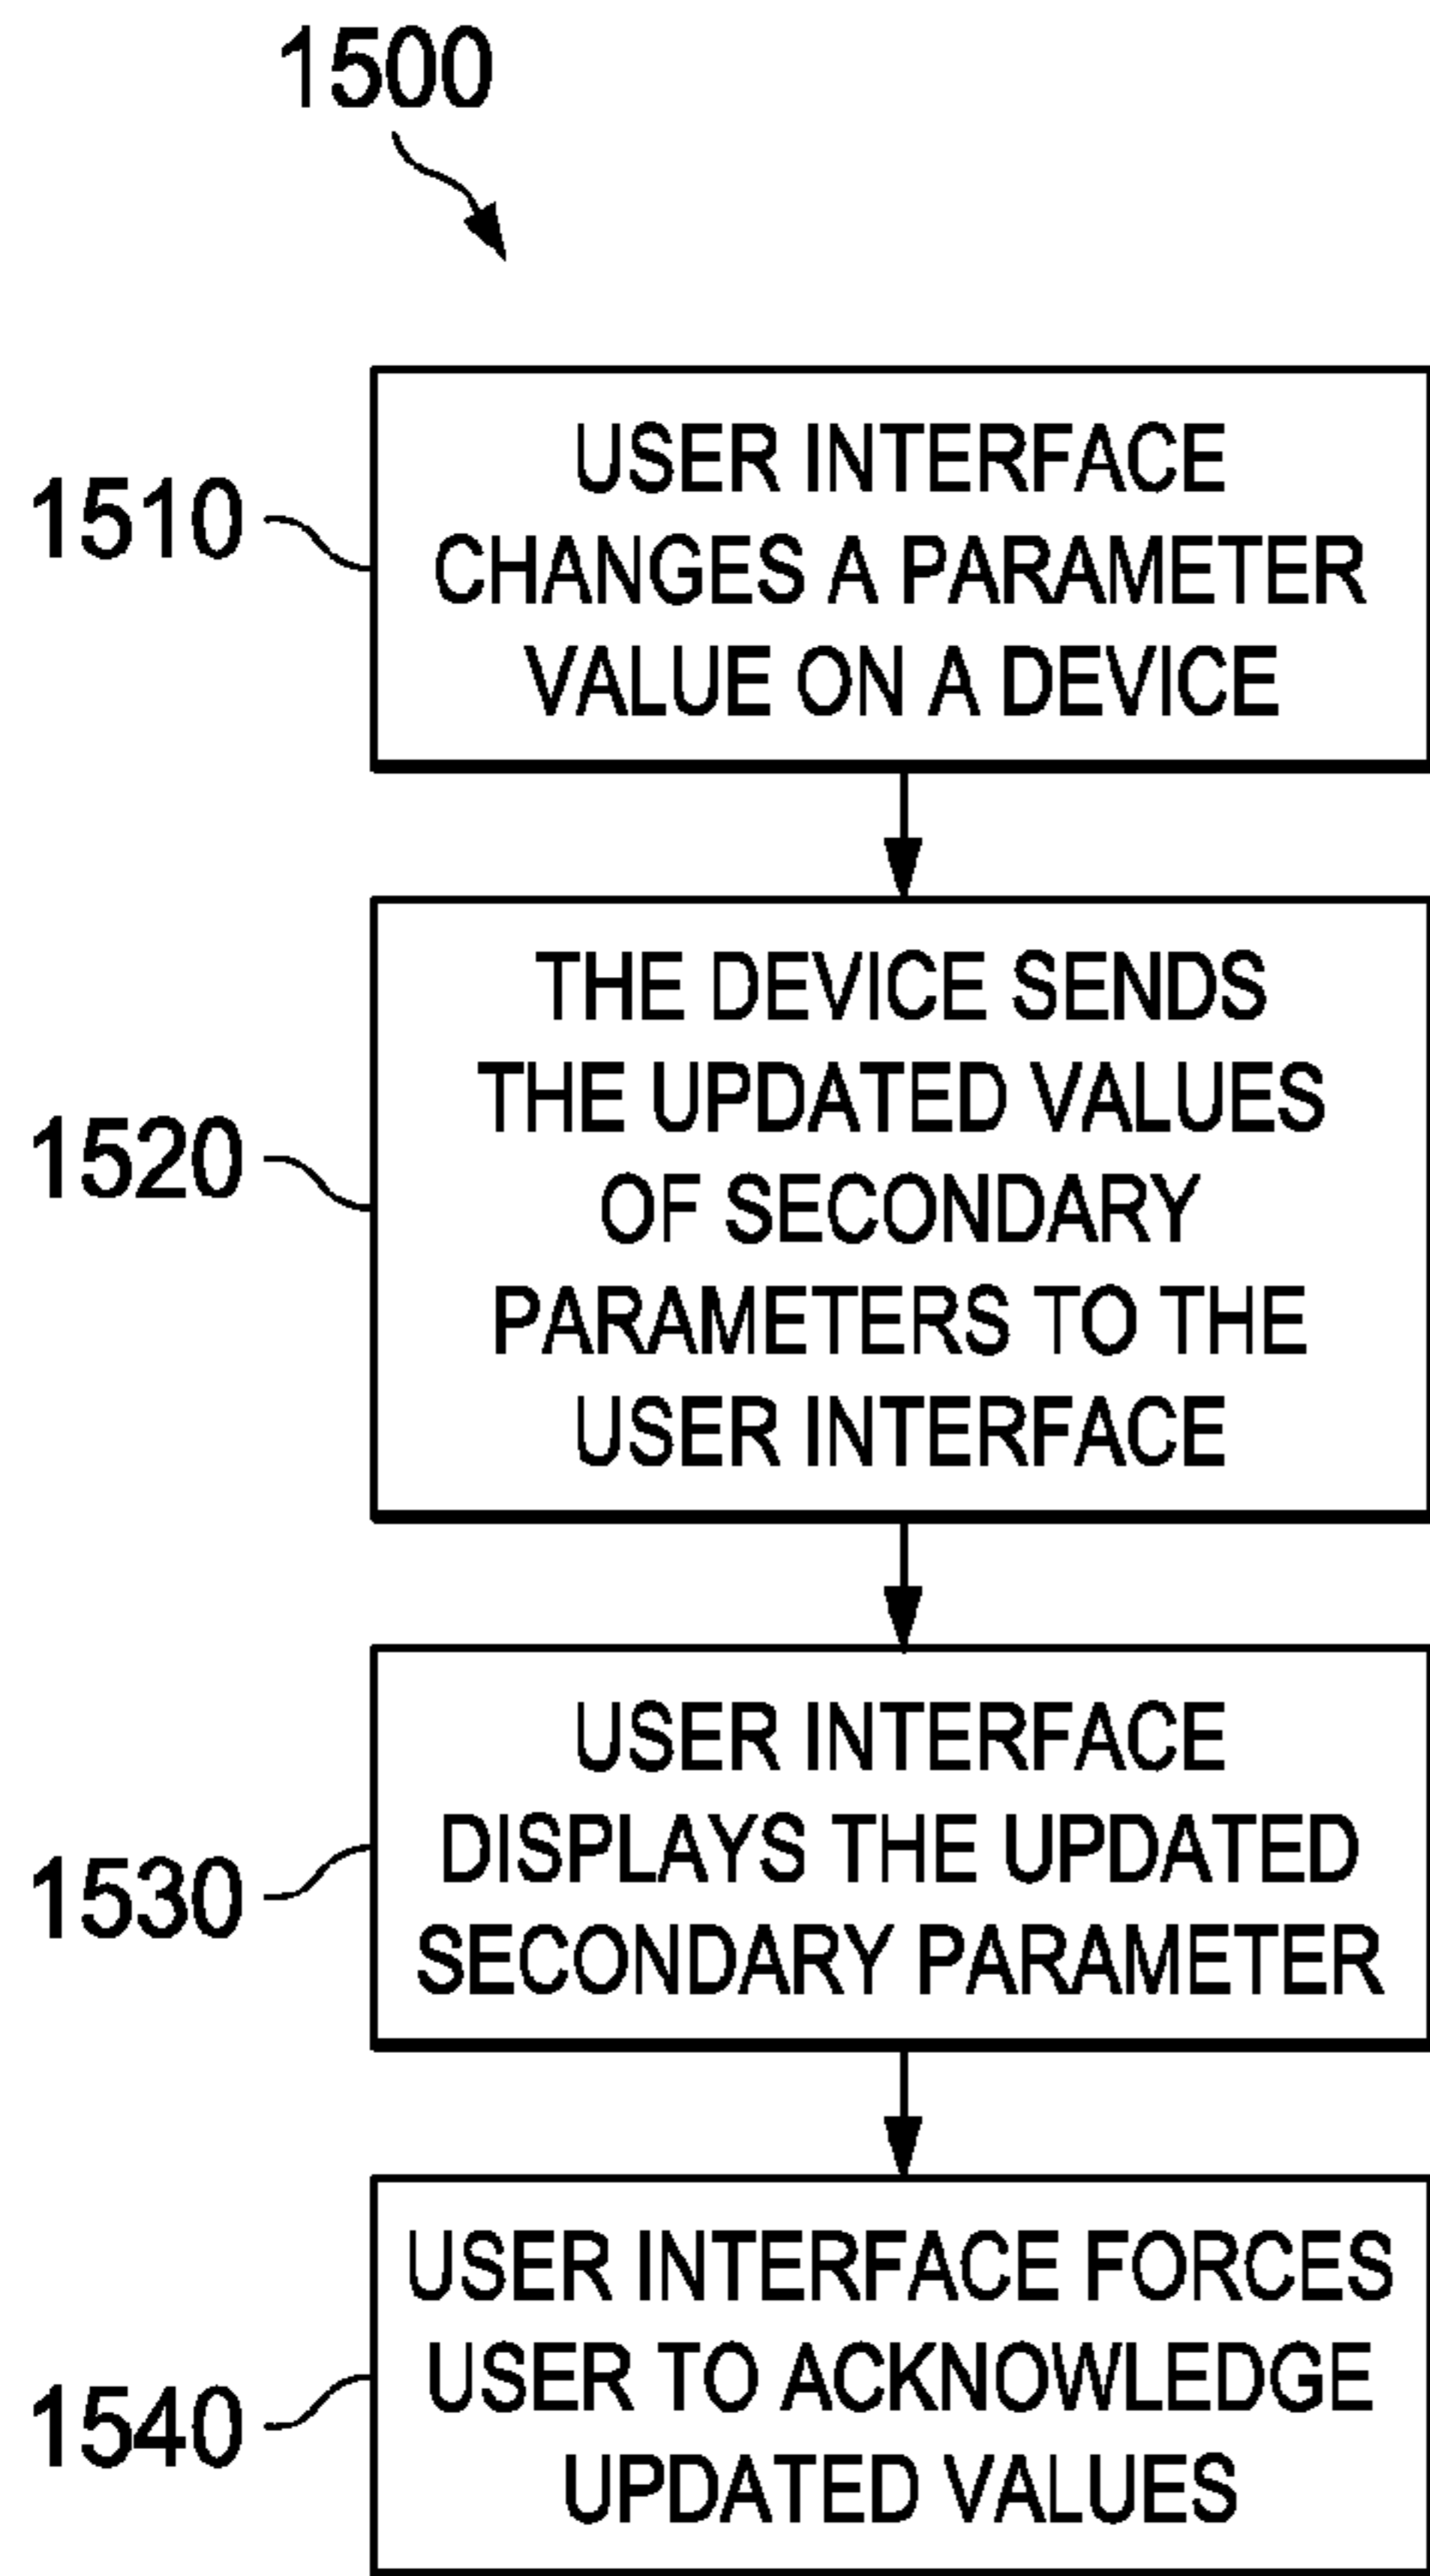 1500
1510
USER INTERFACE
CHANGES A PARAMETER
VALUE ON A DEVICE
1520
THE DEVICE SENDS
THE UPDATED VALUES
OF SECONDARY
PARAMETERS TO THE
USER INTERFACE
1530
USER INTERFACE
DISPLAYS THE UPDATED
SECONDARY PARAMETER
1540
USER INTERFACE FORCES
USER TO ACKNOWLEDGE
UPDATED VALUES